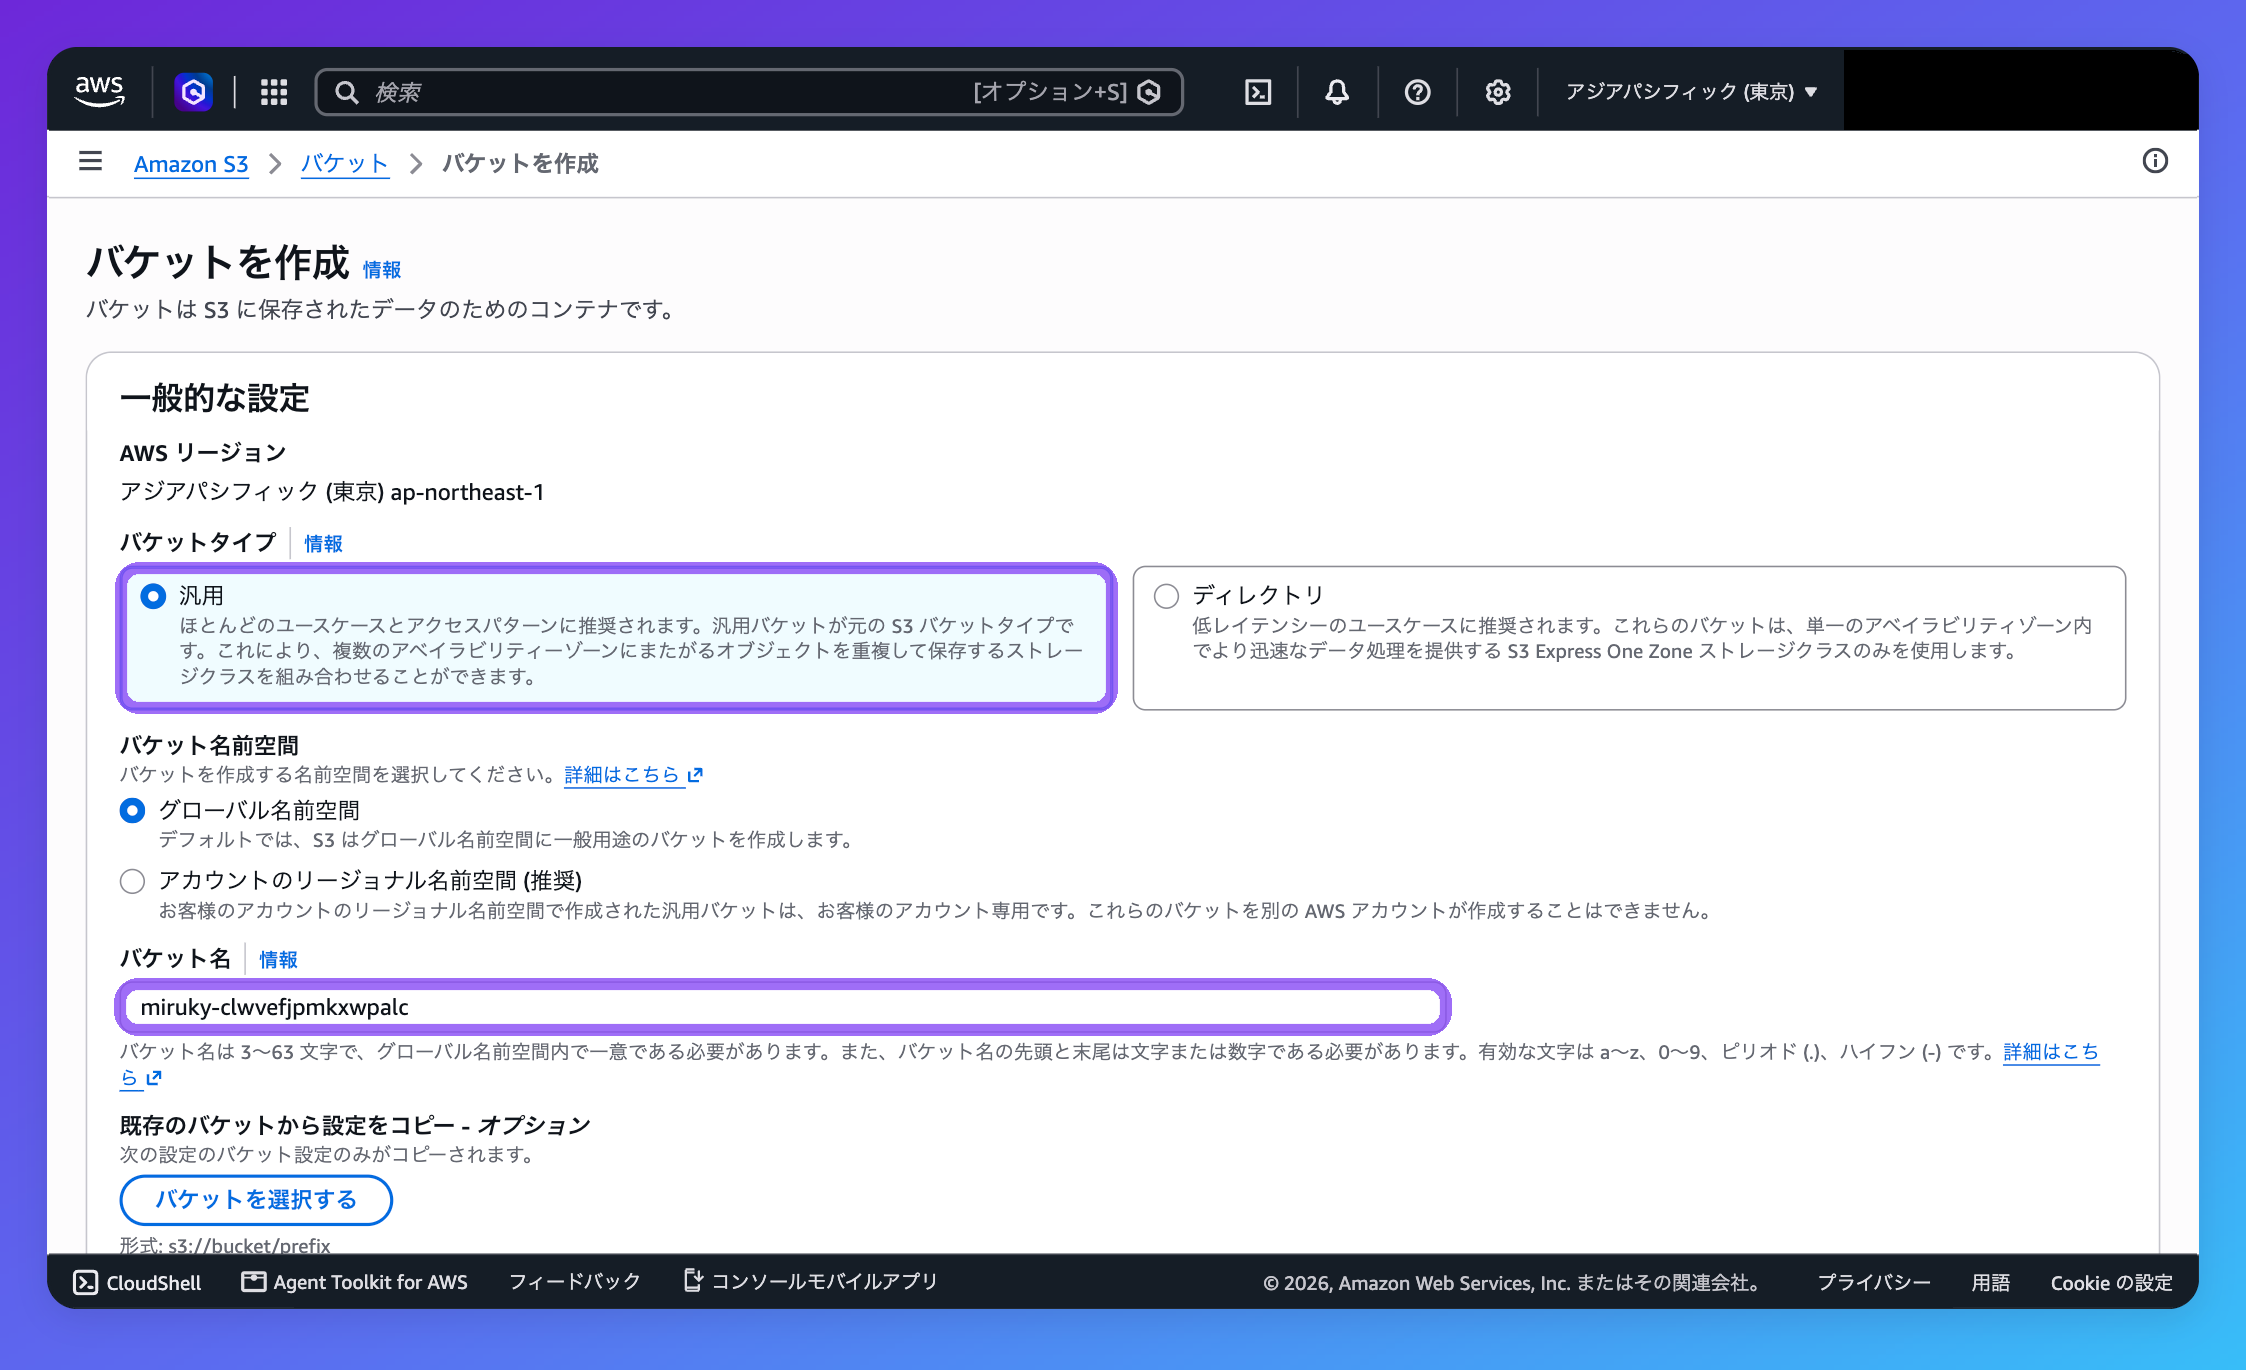 aws
検索 [オプション+S]
アジアパシフィック (東京) ▼
Amazon S3 > バケット > バケットを作成
バケットを作成 情報
バケットは S3 に保存されたデータのためのコンテナです。
一般的な設定
AWS リージョン
アジアパシフィック (東京) ap-northeast-1
バケットタイプ 情報
汎用
ほとんどのユースケースとアクセスパターンに推奨されます。汎用バケットが元の S3 バケットタイプで
す。これにより、複数のアベイラビリティーゾーンにまたがるオブジェクトを重複して保存するストレー
ジクラスを組み合わせることができます。
ディレクトリ
低レイテンシーのユースケースに推奨されます。これらのバケットは、単一のアベイラビリティゾーン内
でより迅速なデータ処理を提供する S3 Express One Zone ストレージクラスのみを使用します。
バケット名前空間
バケットを作成する名前空間を選択してください。詳細はこちら
グローバル名前空間
デフォルトでは、S3 はグローバル名前空間に一般用途のバケットを作成します。
アカウントのリージョナル名前空間 (推奨)
お客様のアカウントのリージョナル名前空間で作成された汎用バケットは、お客様のアカウント専用です。これらのバケットを別の AWS アカウントが作成することはできません。
バケット名 情報
miruky-clwvefjpmkxwpalc
バケット名は 3～63 文字で、グローバル名前空間内で一意である必要があります。また、バケット名の先頭と末尾は文字または数字である必要があります。有効な文字は a～z、0～9、ピリオド (.)、ハイフン (-) です。詳細はこち
ら
既存のバケットから設定をコピー - オプション
次の設定のバケット設定のみがコピーされます。
バケットを選択する
形式: s3://bucket/prefix
CloudShell Agent Toolkit for AWS フィードバック コンソールモバイルアプリ © 2026, Amazon Web Services, Inc. またはその関連会社。 プライバシー 用語 Cookie の設定